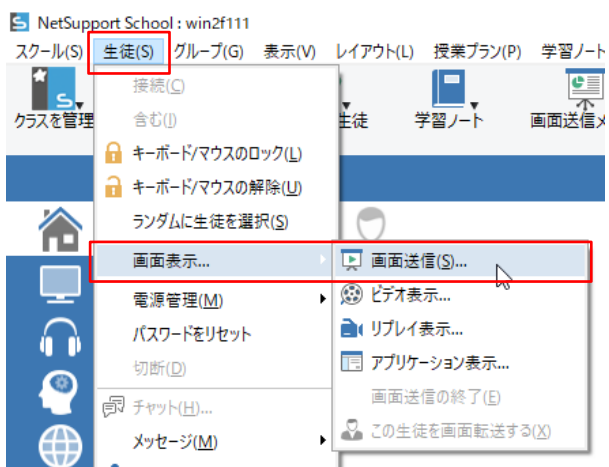 NetSupport School : win2f111
スクール(S) 生徒(S) グループ(G) 表示(V) レイアウト(L) 授業プラン(P) 学習ノート
クラスを管理 生徒 学習ノート 画面送信メ
接続(C)
含む(I)
キーボード/マウスのロック(L)
キーボード/マウスの解除(U)
ランダムに生徒を選択(S)
画面表示...
画面送信(S)...
電源管理(M)
ビデオ表示...
パスワードをリセット
リプレイ表示...
切断(D)
アプリケーション表示...
チャット(H)...
画面送信の終了(E)
メッセージ(M)
この生徒を画面転送する(X)